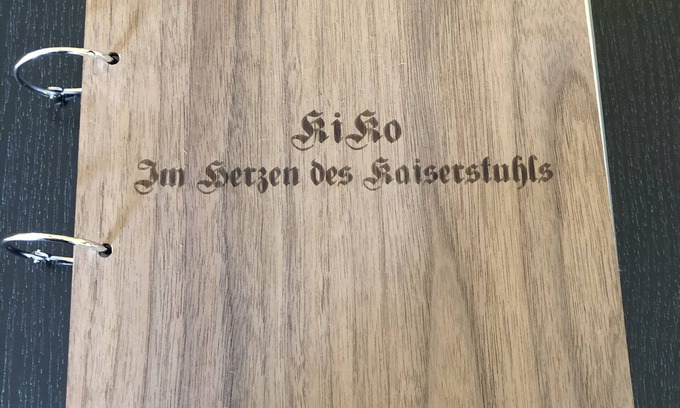 KiKo
Im Herzen des Kaiserstuhls